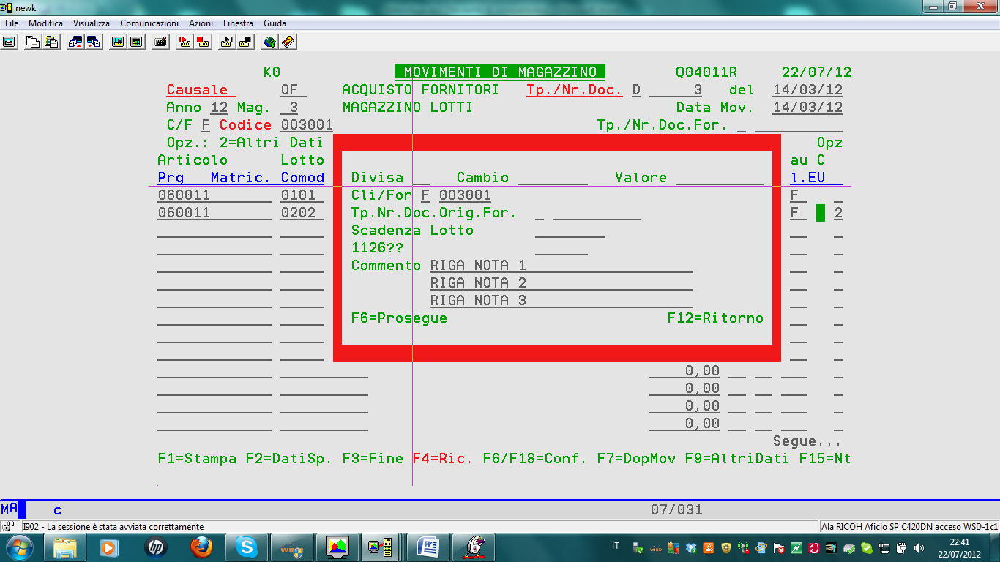 newk
File Modifica Visualizza Comunicazioni Azioni Finestra Guida
K0 MOVIMENTI DI MAGAZZINO Q04011R 22/07/12
Causale OF ACQUISTO FORNITORI Tp./Nr.Doc. D 3 del 14/03/12
Anno 12 Mag. 3 MAGAZZINO LOTTI Data Mov. 14/03/12
C/F F Codice 003001 Tp./Nr.Doc.For.
Opz.: 2=Altri Dati Opz
Articolo Lotto au C
Prg Matric. Comod Divisa Cambio Valore l.EU
060011 0101 Cli/For F 003001 F
060011 0202 Tp.Nr.Doc.Orig.For. F 2
Scadenza Lotto
1126??
Commento RIGA NOTA 1
RIGA NOTA 2
RIGA NOTA 3
F6=Prosegue F12=Ritorno
0,00
0,00
0,00
0,00
Segue...
F1=Stampa F2=DatiSp. F3=Fine F4=Ric. F6/F18=Conf. F7=DopMov F9=AltriDati F15=Nt
MA c 07/031
I902 - La sessione è stata avviata correttamente Ala RICOH Aficio SP C420DN acceso WSD-1c19
IT 22:41
22/07/2012